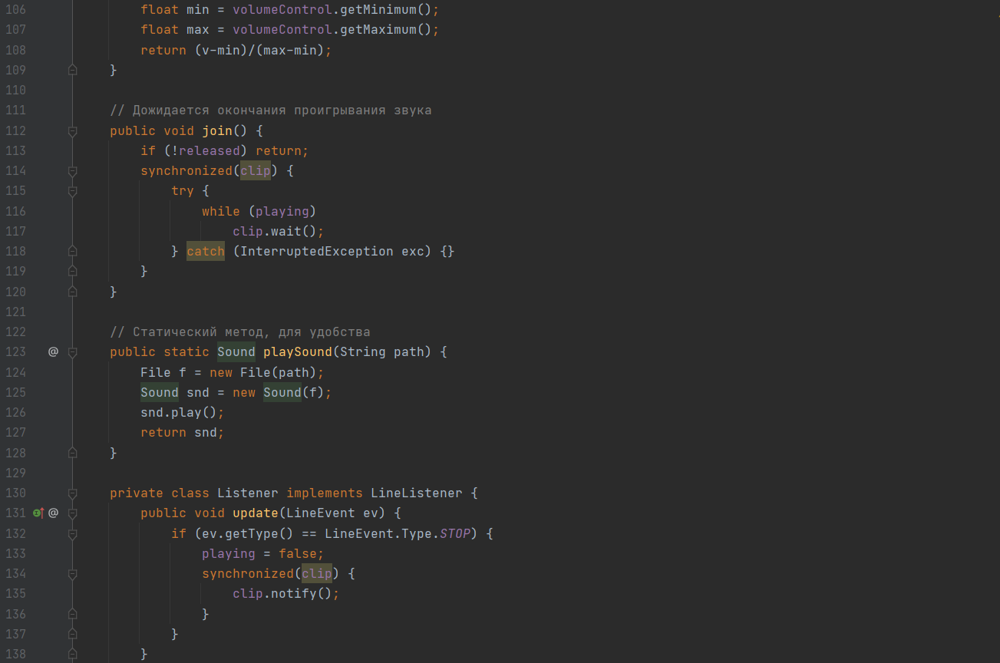 106 float min = volumeControl.getMinimum();
107 float max = volumeControl.getMaximum();
108 return (v-min)/(max-min);
109 }
110
111 // Дожидается окончания проигрывания звука
112 public void join() {
113 if (!released) return;
114 synchronized(clip) {
115 try {
116 while (playing)
117 clip.wait();
118 } catch (InterruptedException exc) {}
119 }
120 }
121
122 // Статический метод, для удобства
123 @ public static Sound playSound(String path) {
124 File f = new File(path);
125 Sound snd = new Sound(f);
126 snd.play();
127 return snd;
128 }
129
130 private class Listener implements LineListener {
131 @ public void update(LineEvent ev) {
132 if (ev.getType() == LineEvent.Type.STOP) {
133 playing = false;
134 synchronized(clip) {
135 clip.notify();
136 }
137 }
138 }